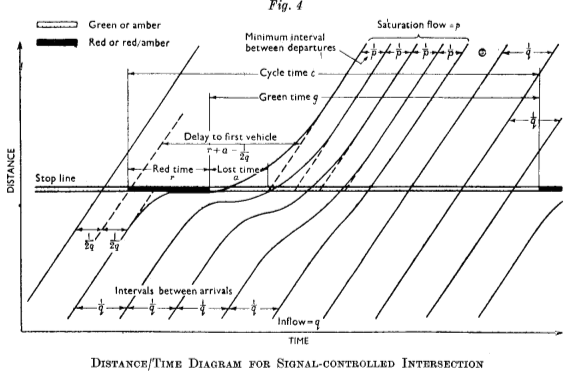 Fig. 4
Green or amber
Red or red/amber
Minimum interval
between departures
Saturation flow = p
1/p 1/p 1/p 1/p
1/q
Cycle time c
Green time g
1/q
Delay to first vehicle
r + a − 1/2q
Red time
r
Lost time
a
Stop line
DISTANCE
1/2q 1/2q
Intervals between arrivals
1/q 1/q 1/q 1/q
Inflow = q
TIME
DISTANCE/TIME DIAGRAM FOR SIGNAL-CONTROLLED INTERSECTION